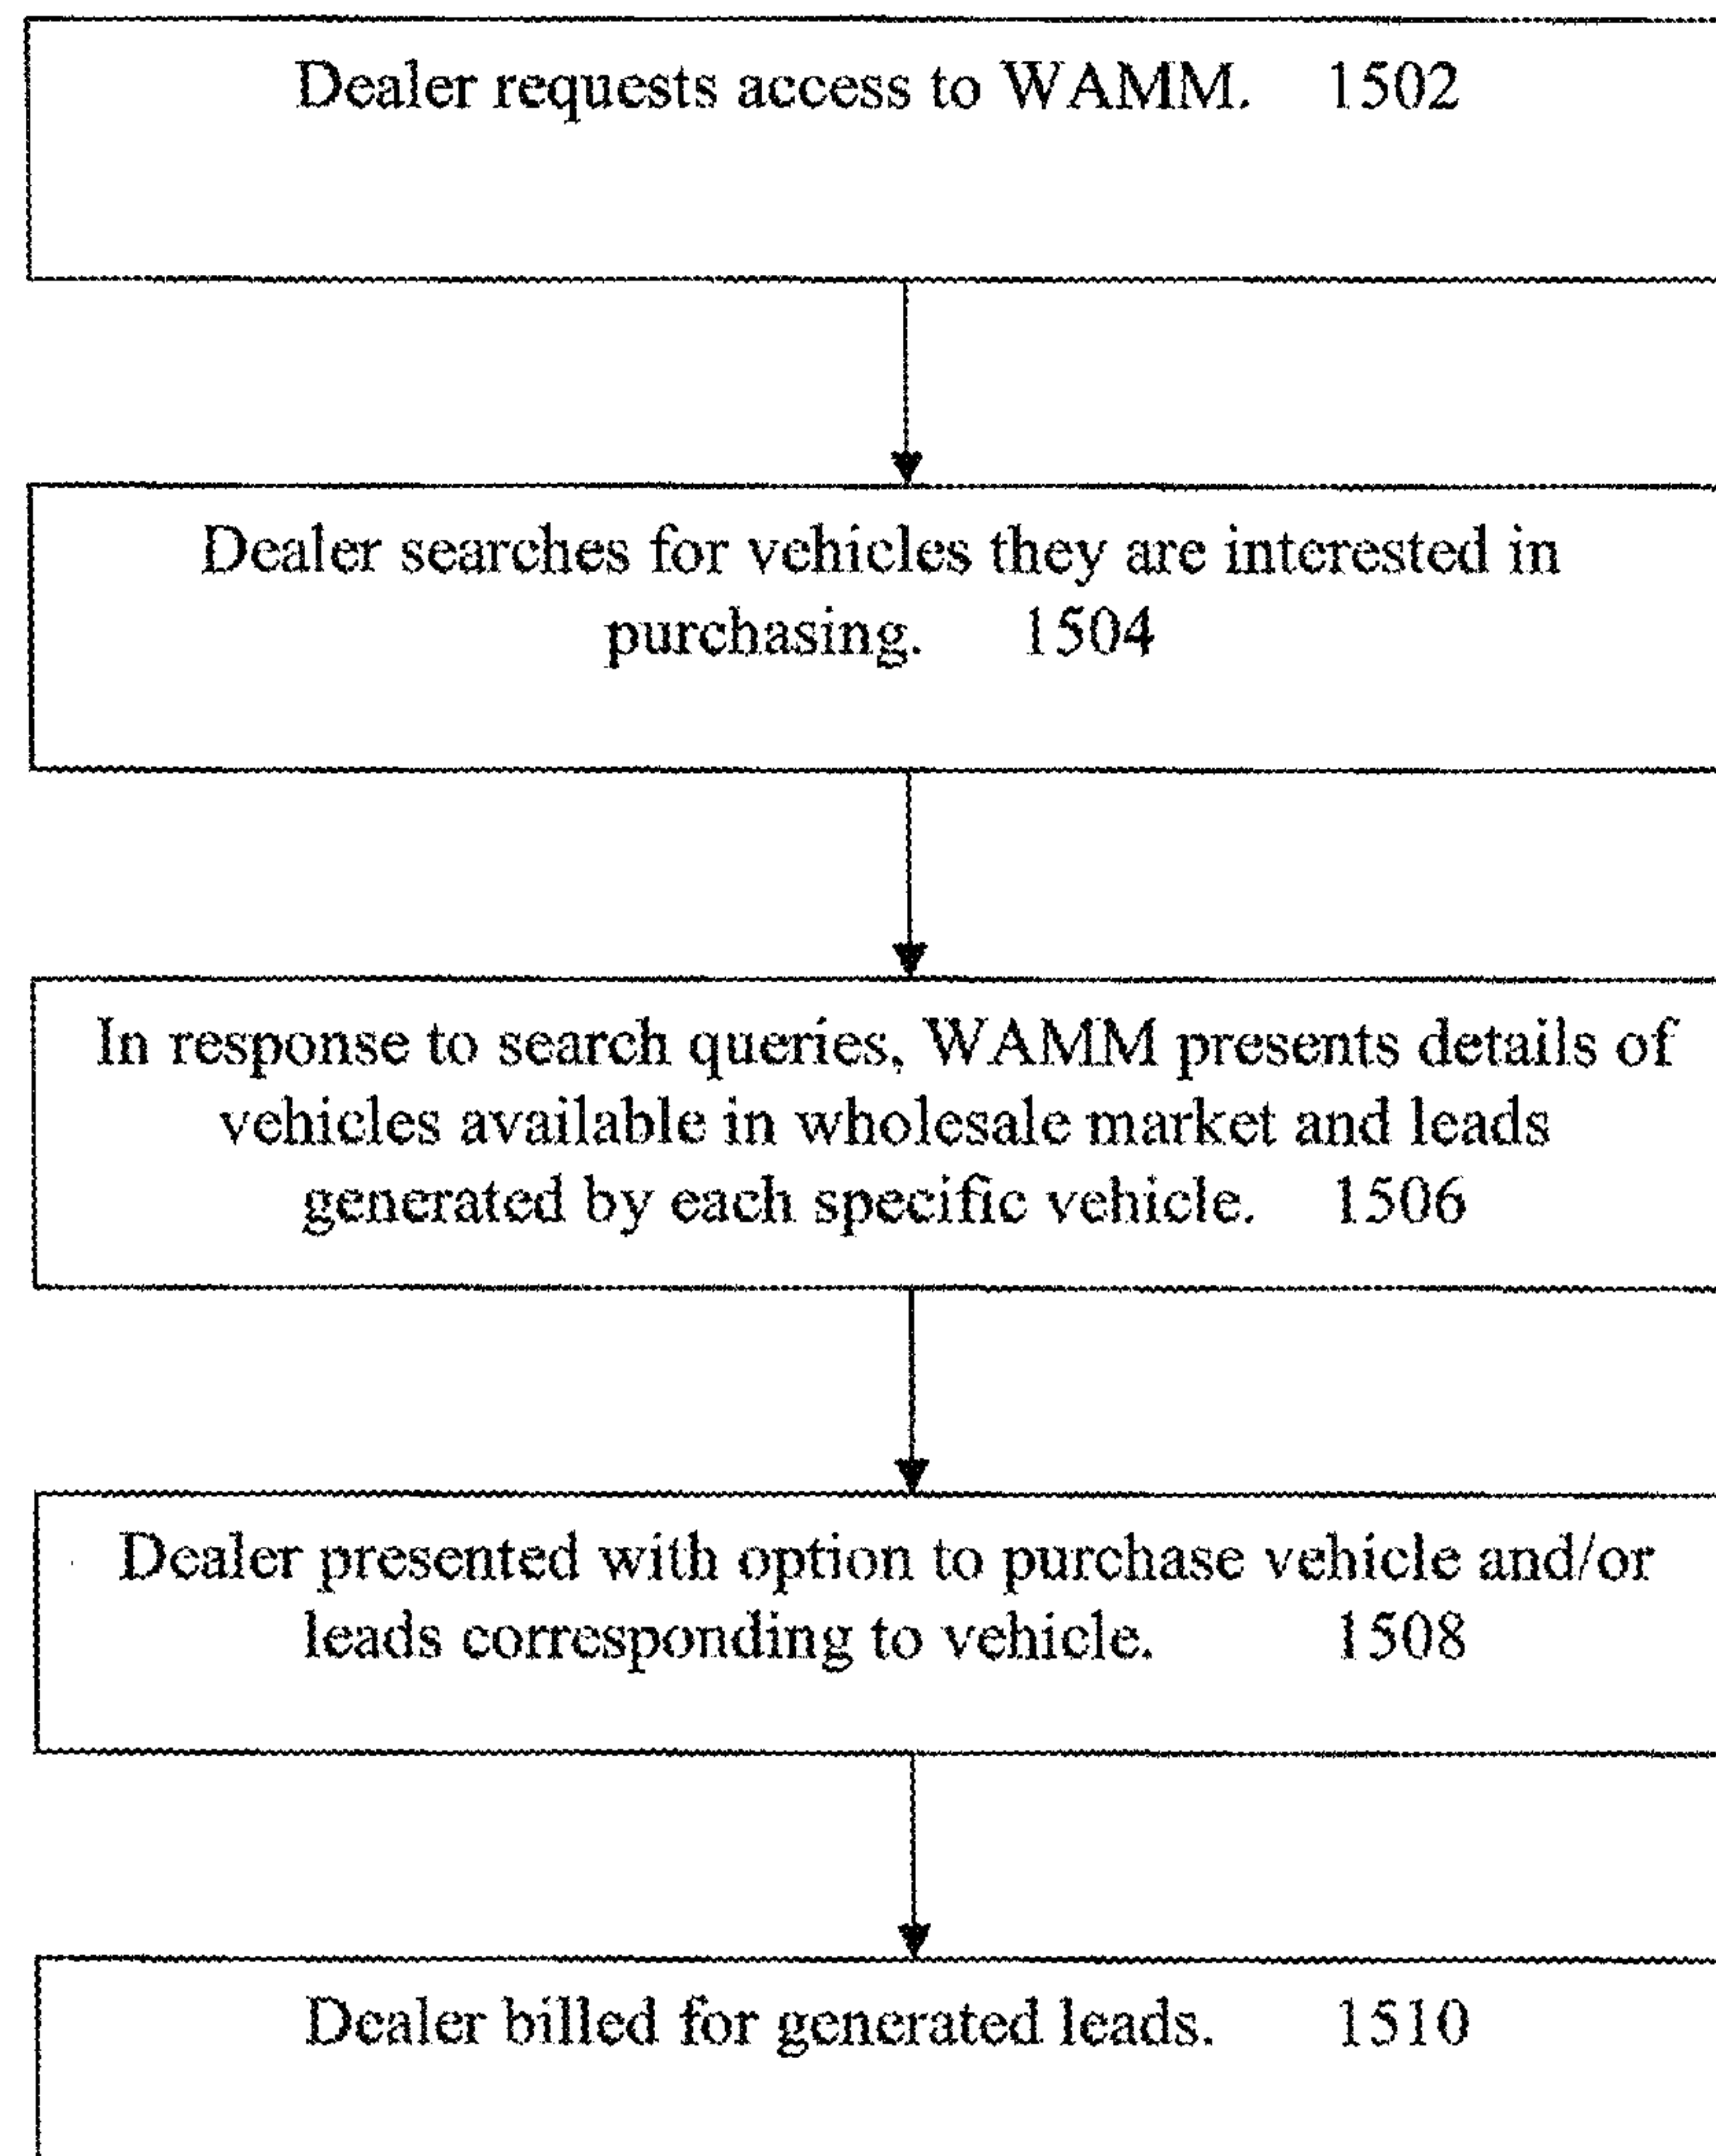 Dealer requests access to WAMM. 1502
Dealer searches for vehicles they are interested in
purchasing. 1504
In response to search queries, WAMM presents details of
vehicles available in wholesale market and leads
generated by each specific vehicle. 1506
Dealer presented with option to purchase vehicle and/or
leads corresponding to vehicle. 1508
Dealer billed for generated leads. 1510